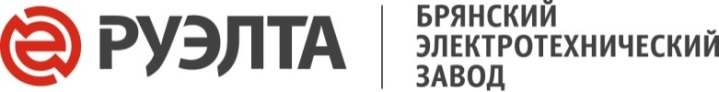 РУЭЛТА
БРЯНСКИЙ
ЭЛЕКТРОТЕХНИЧЕСКИЙ
ЗАВОД